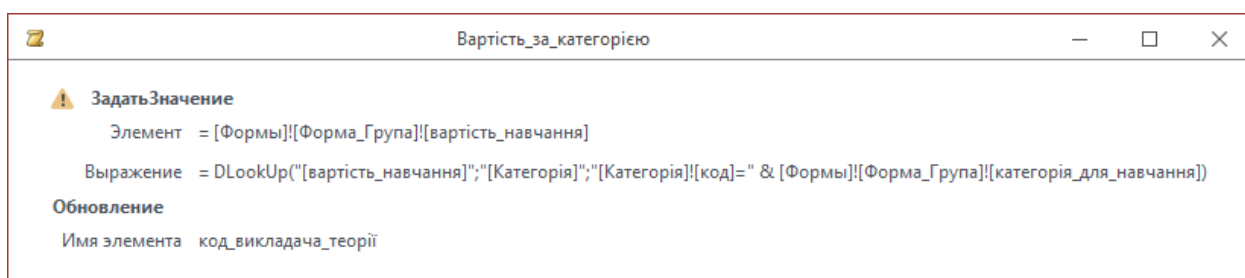 Вартість_за_категорією
ЗадатьЗначение
Элемент = [Формы]![Форма_Група]![вартість_навчання]
Выражение = DLookUp("[вартість_навчання]";"[Категорія]";"[Категорія]![код]=" & [Формы]![Форма_Група]![категорія_для_навчання])
Обновление
Имя элемента код_викладача_теорії